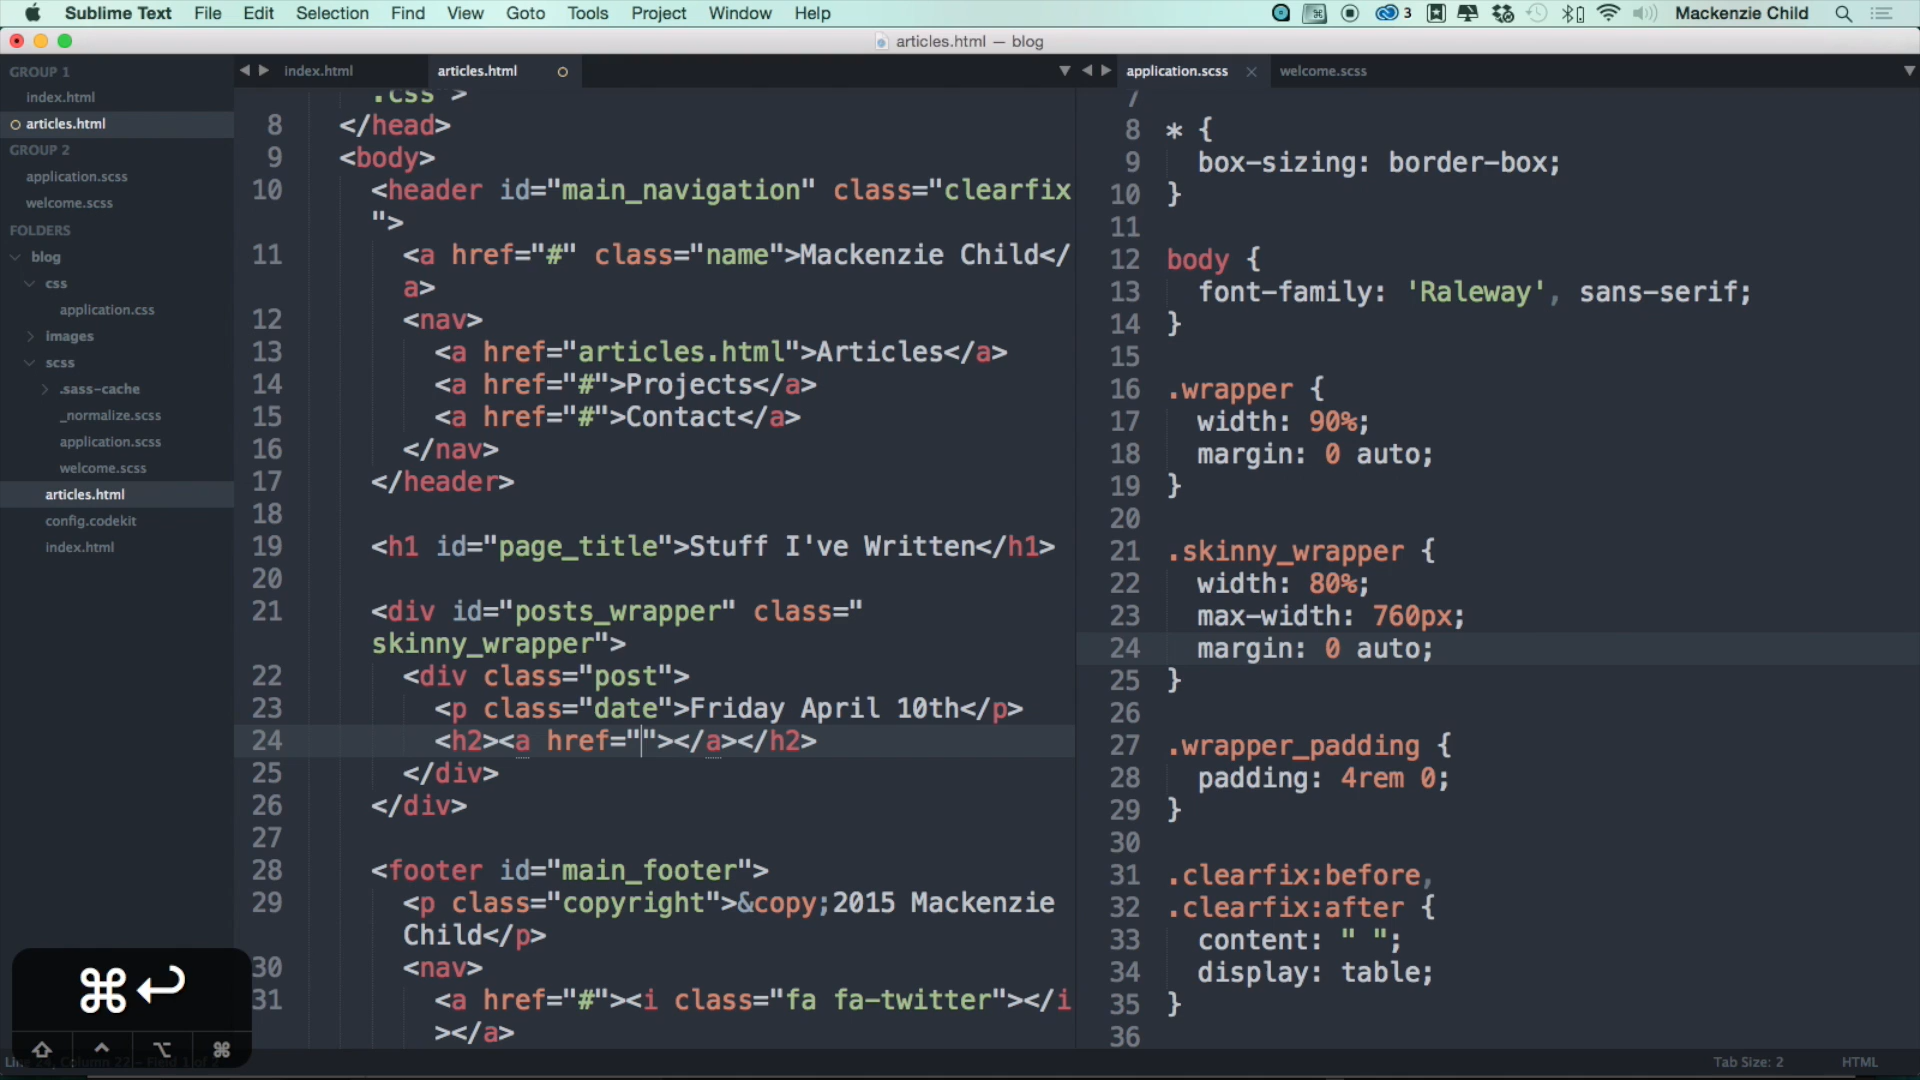 Sublime Text File Edit Selection Find View Goto Tools Project Window Help 3 Mackenzie Child
articles.html — blog
GROUP 1
index.html
articles.html
GROUP 2
application.scss
welcome.scss
FOLDERS
blog
css
application.css
images
scss
.sass-cache
_normalize.scss
application.scss
welcome.scss
articles.html
config.codekit
index.html
index.html articles.html
.css">
8 </head>
9 <body>
10 <header id="main_navigation" class="clearfix
">
11 <a href="#" class="name">Mackenzie Child</
a>
12 <nav>
13 <a href="articles.html">Articles</a>
14 <a href="#">Projects</a>
15 <a href="#">Contact</a>
16 </nav>
17 </header>
18
19 <h1 id="page_title">Stuff I've Written</h1>
20
21 <div id="posts_wrapper" class="
skinny_wrapper">
22 <div class="post">
23 <p class="date">Friday April 10th</p>
24 <h2><a href=""></a></h2>
25 </div>
26 </div>
27
28 <footer id="main_footer">
29 <p class="copyright">&copy;2015 Mackenzie
Child</p>
30 <nav>
31 <a href="#"><i class="fa fa-twitter"></i
></a>
application.scss welcome.scss
7
8 * {
9 box-sizing: border-box;
10 }
11
12 body {
13 font-family: 'Raleway', sans-serif;
14 }
15
16 .wrapper {
17 width: 90%;
18 margin: 0 auto;
19 }
20
21 .skinny_wrapper {
22 width: 80%;
23 max-width: 760px;
24 margin: 0 auto;
25 }
26
27 .wrapper_padding {
28 padding: 4rem 0;
29 }
30
31 .clearfix:before,
32 .clearfix:after {
33 content: " ";
34 display: table;
35 }
36
⌘↩
⇧ ⌃ ⌥ ⌘
Tab Size: 2 HTML